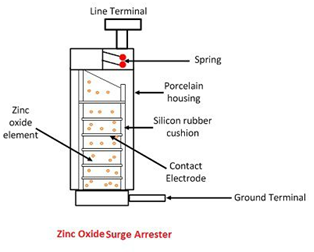 Line Terminal
Spring
Porcelain
housing
Zinc
oxide
element
Silicon rubber
cushion
Contact
Electrode
Ground Terminal
Zinc Oxide Surge Arrester